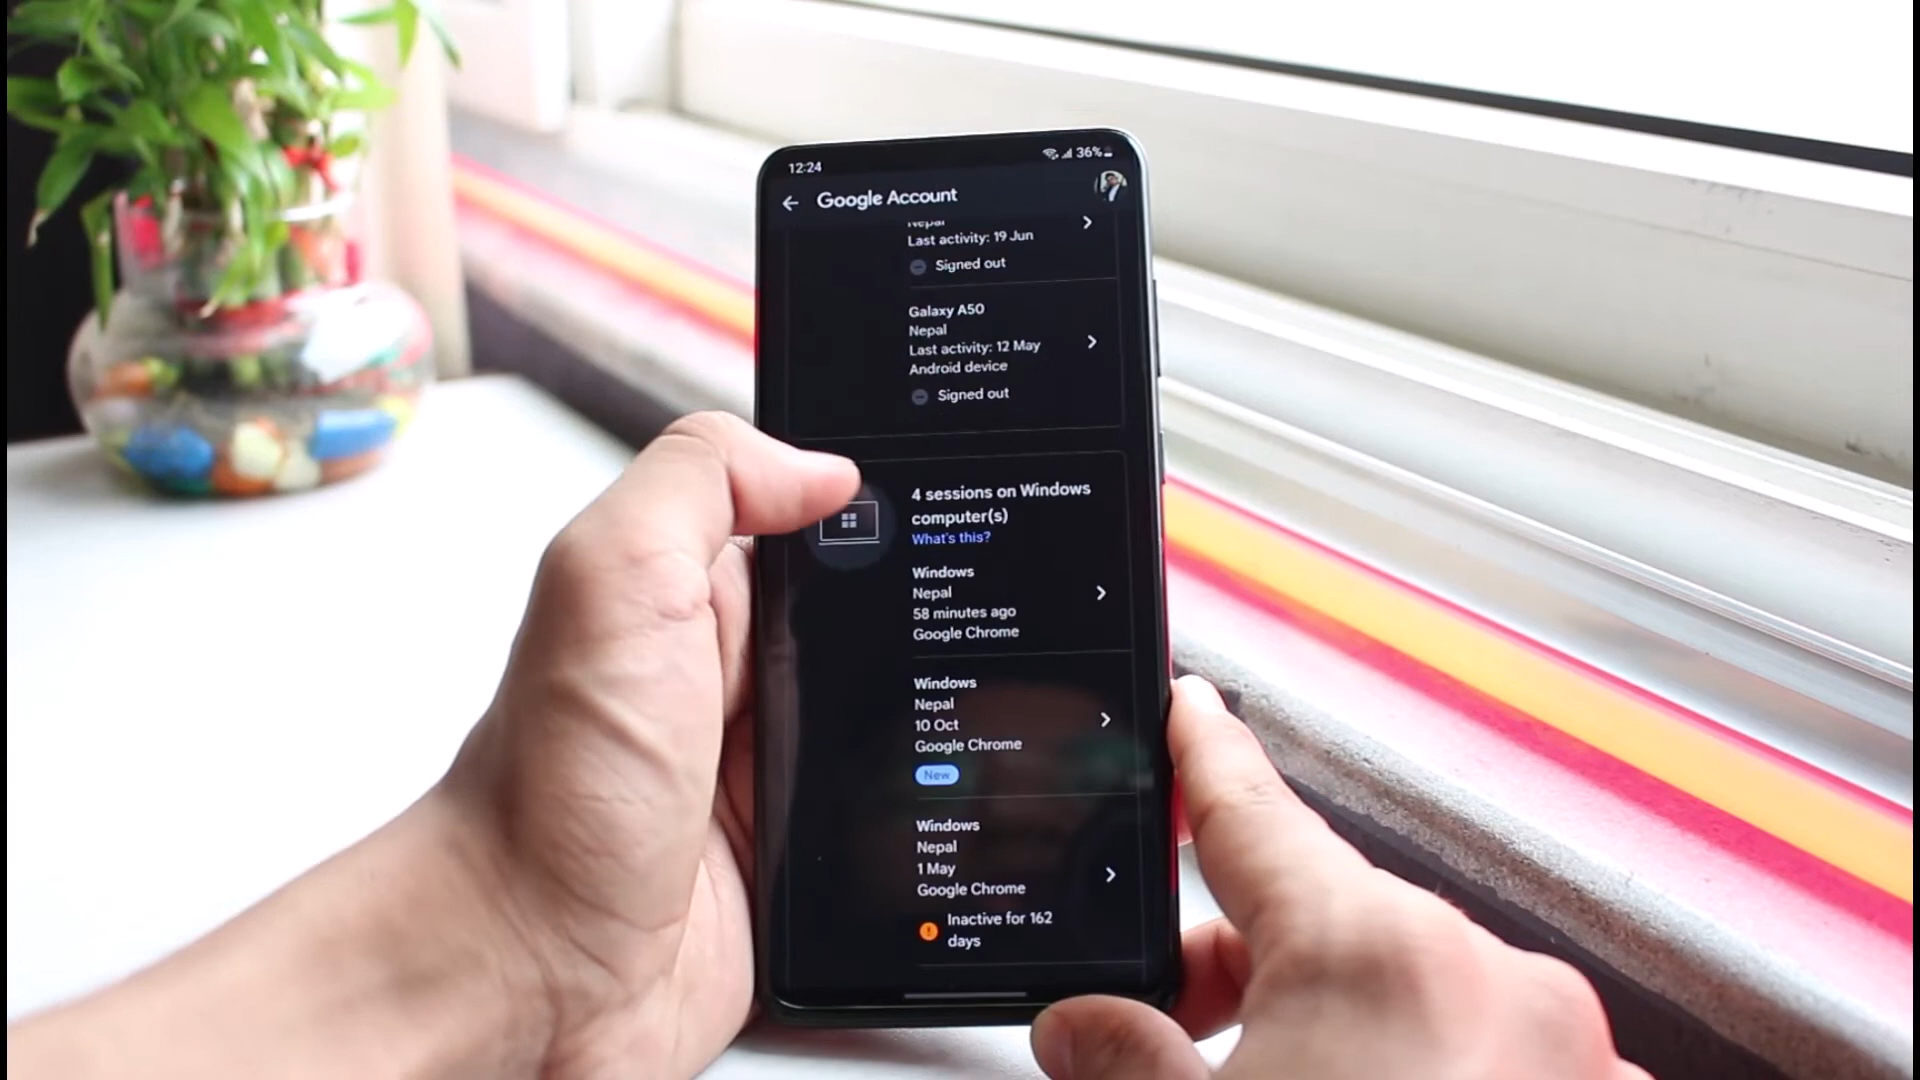 12:24
36%
Google Account
Nepal
Last activity: 19 Jun
Signed out
Galaxy A50
Nepal
Last activity: 12 May
Android device
Signed out
4 sessions on Windows
computer(s)
What's this?
Windows
Nepal
58 minutes ago
Google Chrome
Windows
Nepal
10 Oct
Google Chrome
New
Windows
Nepal
1 May
Google Chrome
Inactive for 162
days